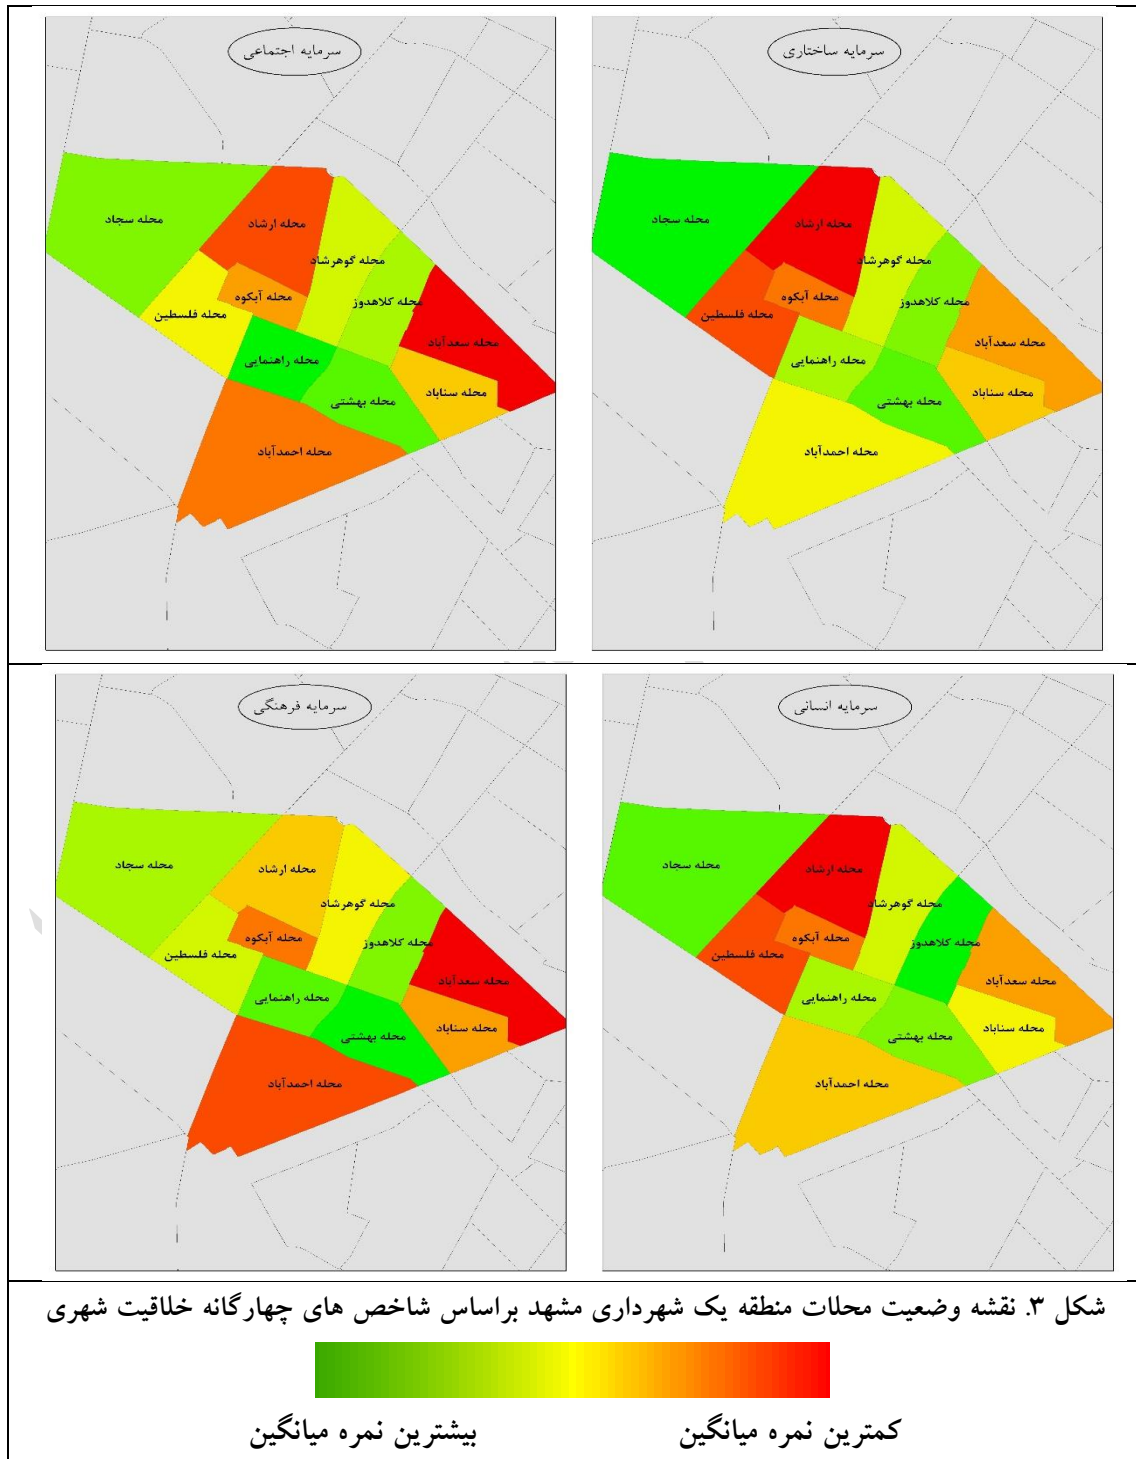 سرمایه اجتماعی
محله سجاد
محله ارشاد
محله گوهرشاد
محله آبکوه
محله کلاهدوز
محله فلسطین
محله سعدآباد
محله راهنمایی
محله سناباد
محله بهشتی
محله احمدآباد
سرمایه ساختاری
محله سجاد
محله ارشاد
محله گوهرشاد
محله آبکوه
محله کلاهدوز
محله فلسطین
محله سعدآباد
محله راهنمایی
محله سناباد
محله بهشتی
محله احمدآباد
سرمایه فرهنگی
محله سجاد
محله ارشاد
محله گوهرشاد
محله آبکوه
محله کلاهدوز
محله فلسطین
محله سعدآباد
محله راهنمایی
محله سناباد
محله بهشتی
محله احمدآباد
سرمایه انسانی
محله سجاد
محله ارشاد
محله گوهرشاد
محله آبکوه
محله کلاهدوز
محله فلسطین
محله سعدآباد
محله راهنمایی
محله سناباد
محله بهشتی
محله احمدآباد
شکل ۳. نقشه وضعیت محلات منطقه یک شهرداری مشهد براساس شاخص های چهارگانه خلاقیت شهری
کمترین نمره میانگین
بیشترین نمره میانگین